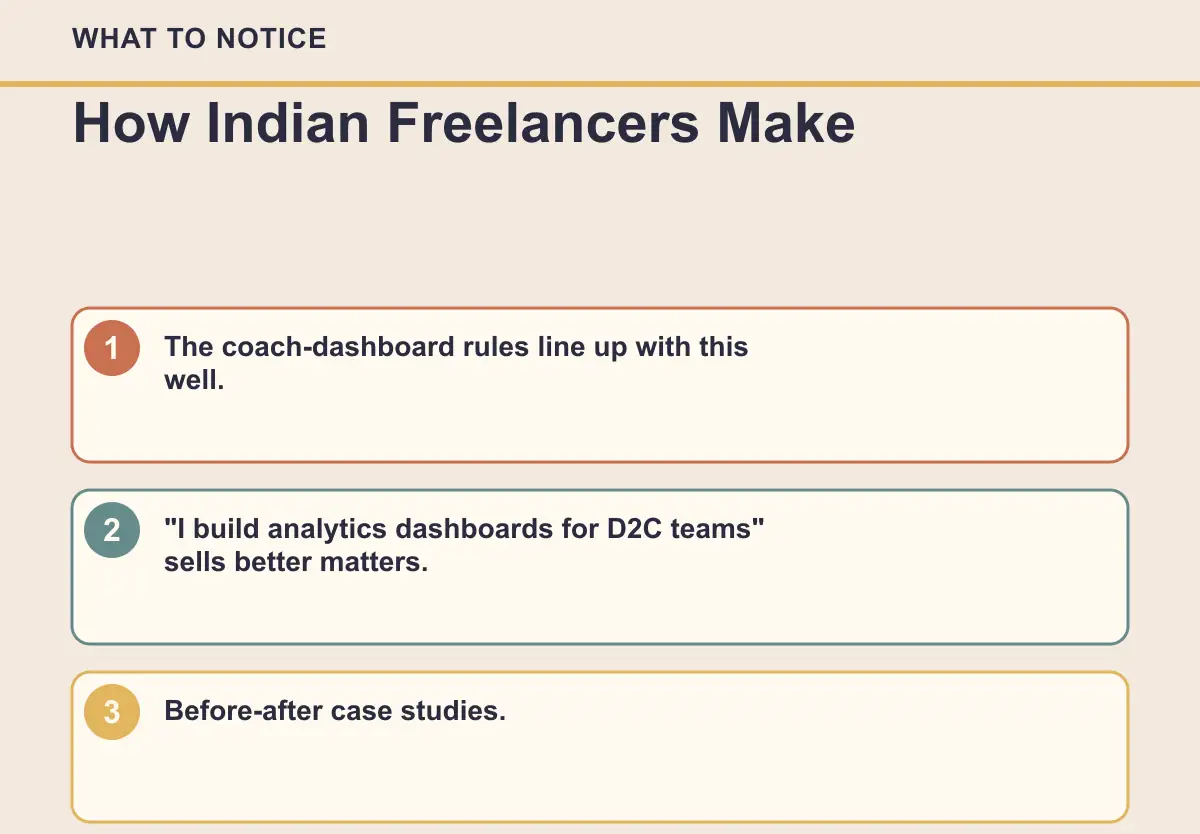 WHAT TO NOTICE
How Indian Freelancers Make
1
The coach-dashboard rules line up with this
well.
2
"I build analytics dashboards for D2C teams"
sells better matters.
3
Before-after case studies.